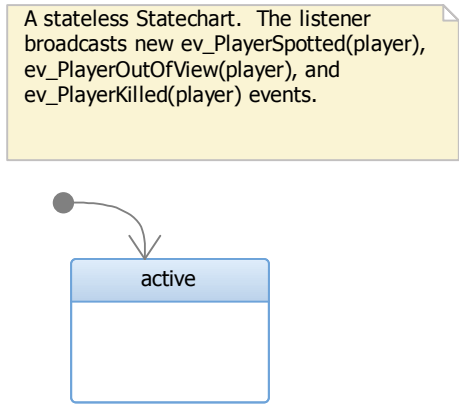 A stateless Statechart.  The listener
broadcasts new ev_PlayerSpotted(player),
ev_PlayerOutOfView(player), and
ev_PlayerKilled(player) events.
active